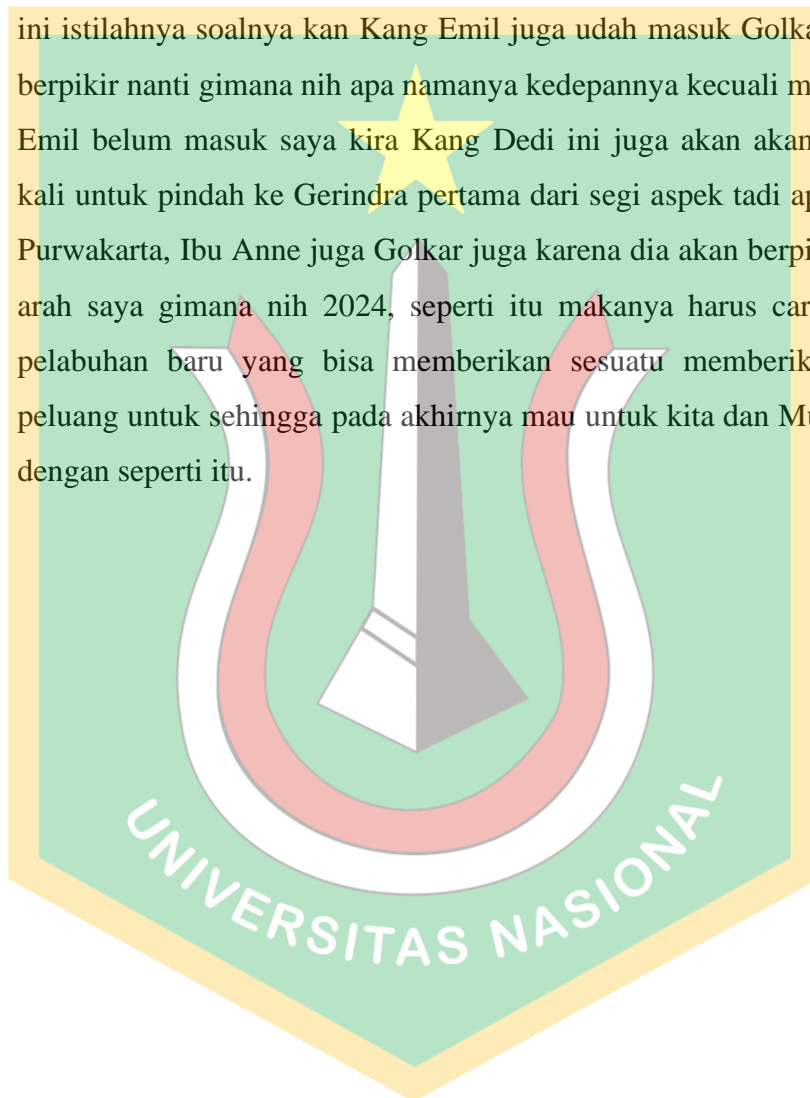 ini istilahnya soalnya kan Kang Emil juga udah masuk
berpikir nanti gimana nih apa namanya kedepannya kecuali
Emil belum masuk saya kira Kang Dedi ini juga akan akan
kali untuk pindah ke Gerindra pertama dari segi aspek tadi
Purwakarta, Ibu Anne juga Golkar juga karena dia akan
arah saya gimana nih 2024, seperti itu makanya harus
pelabuhan baru yang bisa memberikan sesuatu
peluang untuk sehingga pada akhirnya mau untuk kita dan
dengan seperti itu.
UNIVERSITAS NASIONAL